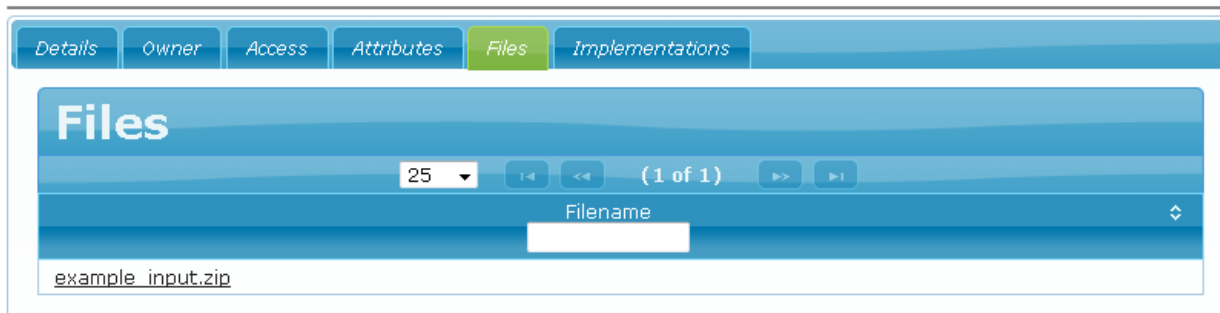 Details Owner Access Attributes Files Implementations
Files
25 (1 of 1)
Filename
example_input.zip